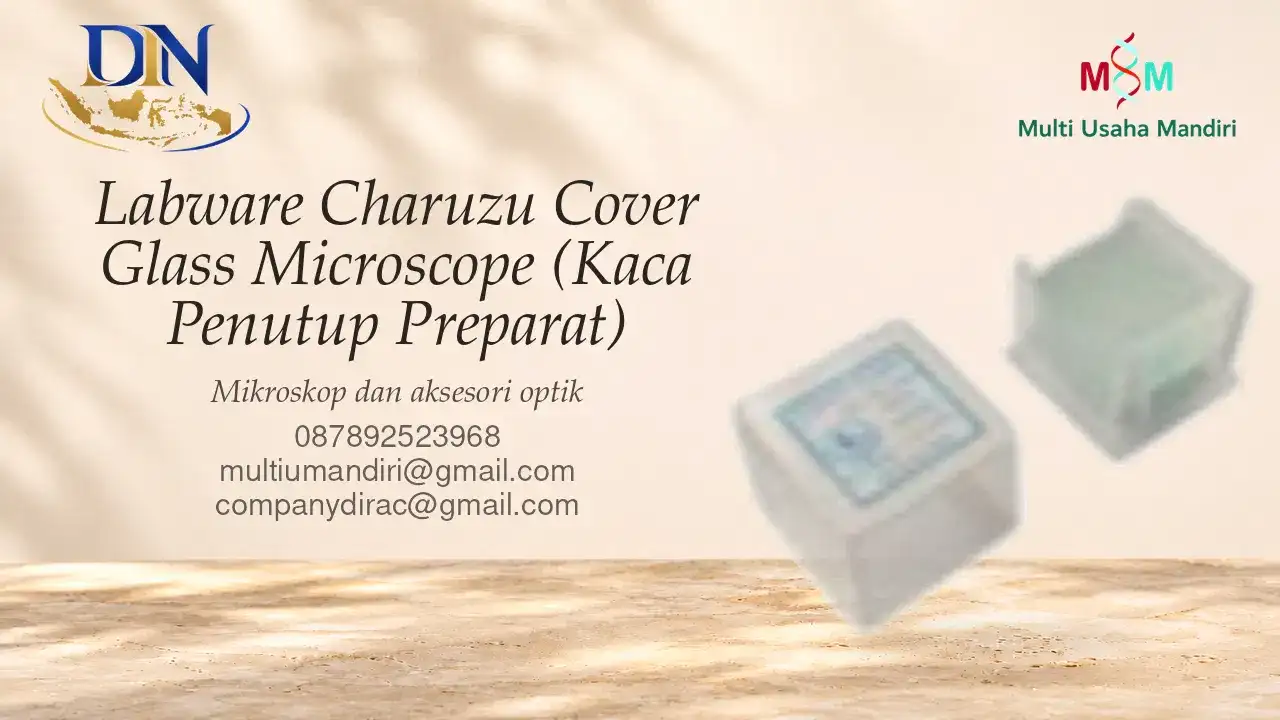 DIN
MSM
Multi Usaha Mandiri
Labware Charuzu Cover
Glass Microscope (Kaca
Penutup Preparat)
Mikroskop dan aksesori optik
087892523968
multiumandiri@gmail.com
companydirac@gmail.com